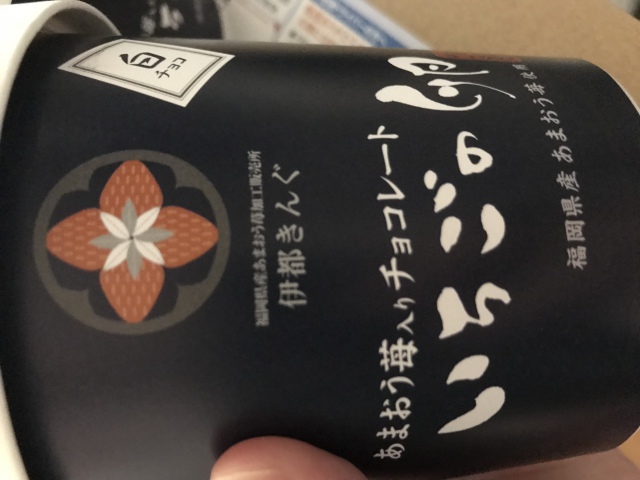 福岡県産あまおう苺使用
いちごの卵
あまおう苺入りチョコレート
福岡県産あまおう苺加工販売所
伊都きんぐ
白
チョコ